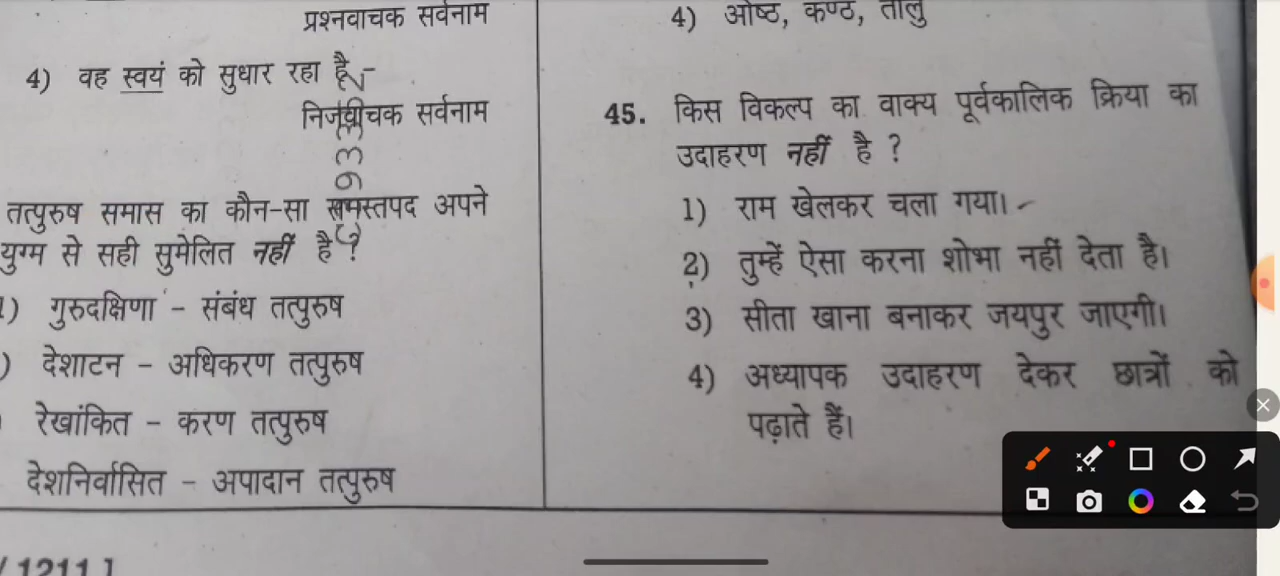 प्रश्नवाचक सर्वनाम
4) वह स्वयं को सुधार रहा है
निजवाचक सर्वनाम
तत्पुरुष समास का कौन-सा समस्तपद अपने
युग्म से सही सुमेलित नहीं है ?
1) गुरुदक्षिणा - संबंध तत्पुरुष
) देशाटन - अधिकरण तत्पुरुष
रेखांकित - करण तत्पुरुष
देशनिर्वासित - अपादान तत्पुरुष
/ 1211 ]
4) ओष्ठ, कण्ठ, तालु
45. किस विकल्प का वाक्य पूर्वकालिक क्रिया का
उदाहरण नहीं है ?
1) राम खेलकर चला गया।
2) तुम्हें ऐसा करना शोभा नहीं देता है।
3) सीता खाना बनाकर जयपुर जाएगी।
4) अध्यापक उदाहरण देकर छात्रों को
पढ़ाते हैं।